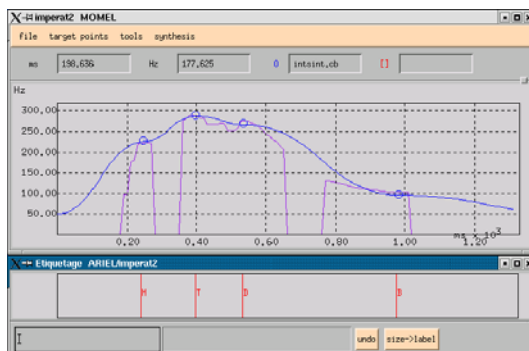 imperat2 MOMEL
file target points tools synthesis
ms 198,636 Hz 177,625 0 intsint.cb []
Hz
300,00
250,00
200,00
150,00
100,00
50,00
0,20 0,40 0,60 0,80 1,00 1,20
ms x 10³
Etiquetage ARIEL/imperat2
H T D B
undo size->label